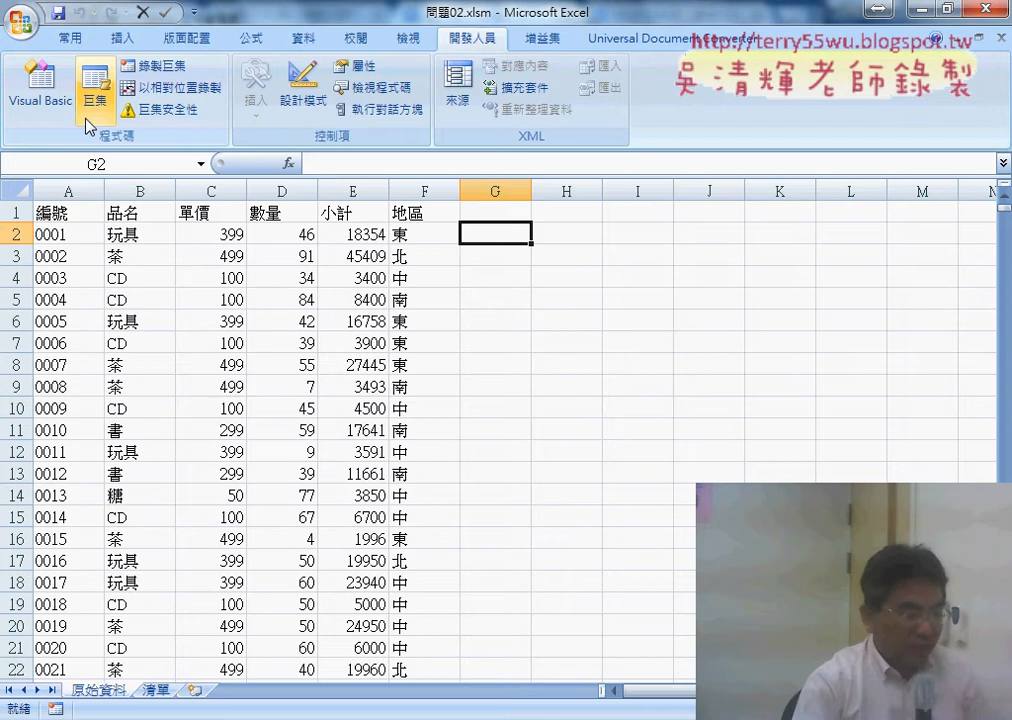 問題02.xlsm - Microsoft Excel
常用 插入 版面配置 公式 資料 校閱 檢視 開發人員 增益集 Universal Document Converter
http://terry55wu.blogspot.tw
吳清輝老師錄製
Visual Basic 巨集 錄製巨集 以相對位置錄製 巨集安全性 程式碼
插入 設計模式 屬性 檢視程式碼 執行對話方塊 控制項
來源 對應內容 擴充套件 重新整理資料 匯入 匯出 XML
G2 fx
A B C D E F G H I J K L M N
1 編號 品名 單價 數量 小計 地區
2 0001 玩具 399 46 18354 東
3 0002 茶 499 91 45409 北
4 0003 CD 100 34 3400 中
5 0004 CD 100 84 8400 南
6 0005 玩具 399 42 16758 東
7 0006 CD 100 39 3900 東
8 0007 茶 499 55 27445 東
9 0008 茶 499 7 3493 南
10 0009 CD 100 45 4500 中
11 0010 書 299 59 17641 南
12 0011 玩具 399 9 3591 中
13 0012 書 299 39 11661 南
14 0013 糖 50 77 3850 中
15 0014 CD 100 67 6700 中
16 0015 茶 499 4 1996 東
17 0016 玩具 399 50 19950 北
18 0017 玩具 399 60 23940 中
19 0018 CD 100 50 5000 中
20 0019 茶 499 50 24950 中
21 0020 CD 100 60 6000 中
22 0021 茶 499 40 19960 北
原始資料 清單
就緒